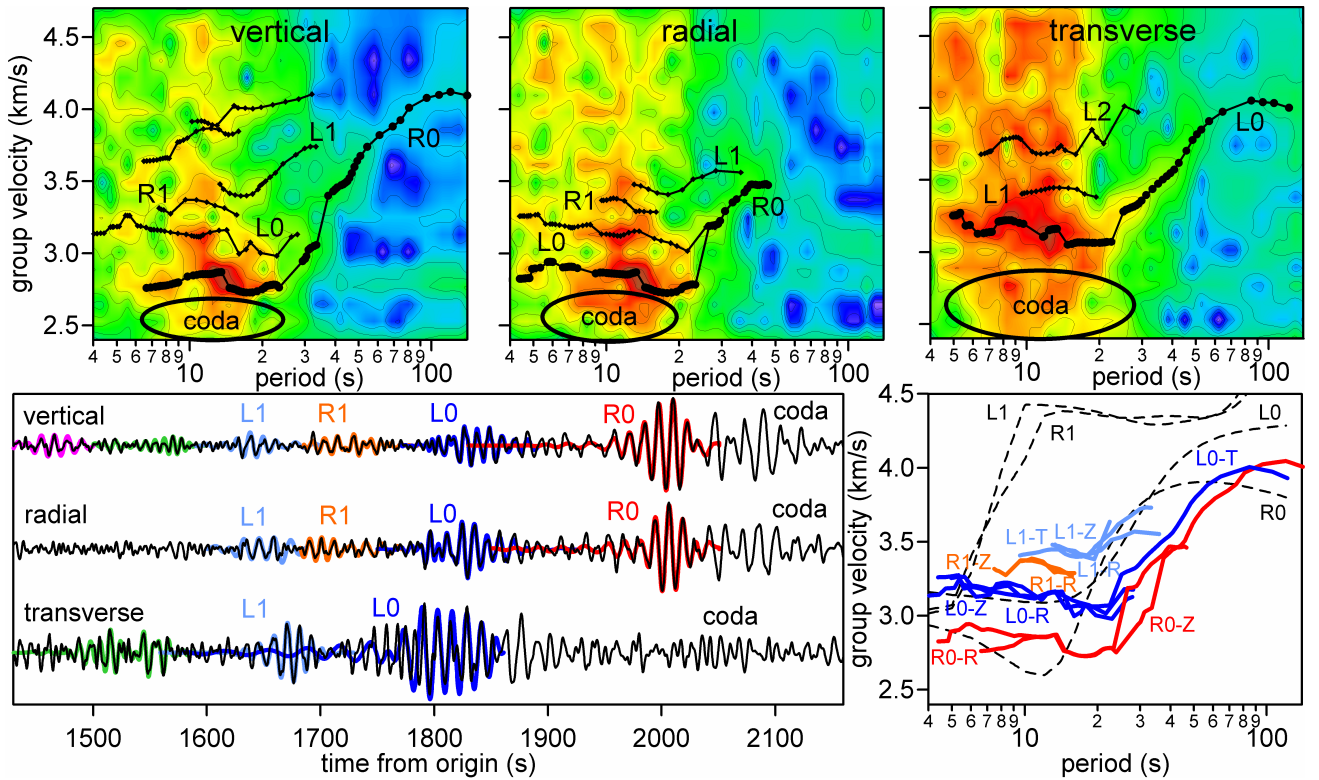 vertical
radial
transverse
group velocity (km/s)
4.5
4.0
3.5
3.0
2.5
R1
L1
L0
R0
coda
R1
L1
L0
R0
coda
L2
L1
L0
coda
4 5 6 7 8 9 10 2 3 4 5 6 7 8 9 100
period (s)
4 5 6 7 8 9 10 2 3 4 5 6 7 8 9 100
period (s)
4 5 6 7 8 9 10 2 3 4 5 6 7 8 9 100
period (s)
vertical L1 R1 L0 R0 coda
radial L1 R1 L0 R0 coda
transverse L1 L0 coda
1500 1600 1700 1800 1900 2000 2100
time from origin (s)
group velocity (km/s)
4.5
4.0
3.5
3.0
2.5
L1
R1
L0
L0-T
R0
L1-T
L1-Z
R1-Z
L1-R
R1-R
L0-Z
L0-R
R0-Z
R0-R
4 5 6 7 8 9 10 2 3 4 5 6 7 8 9 100
period (s)